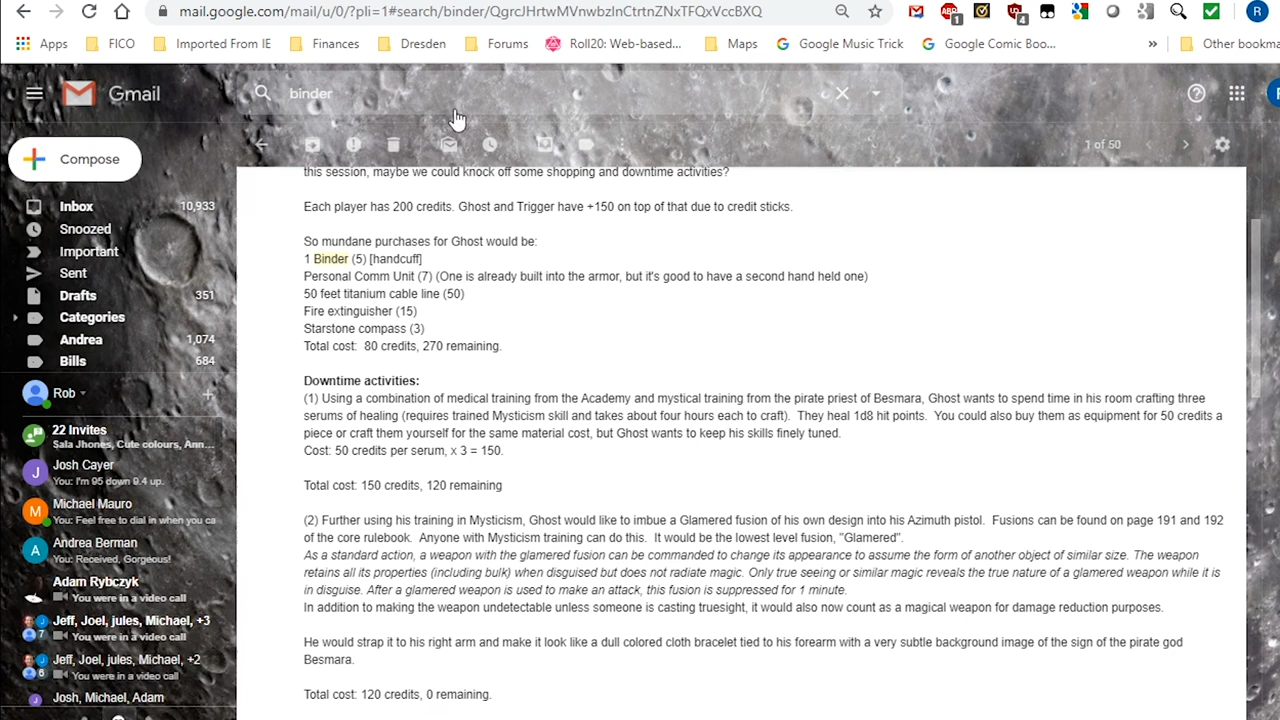 mail.google.com/mail/u/0/?pli=1#search/binder/QgrcJHrtwMVnwbzlnCtrtnZNxTFQxVccBXQ
1
4
R
Apps
FICO
Imported From IE
Finances
Dresden
Forums
Roll20: Web-based...
Maps
Google Music Trick
Google Comic Boo...
»
Other bookma
Gmail
binder
R
1 of 50
Compose
Inbox 10,933
Snoozed
Important
Sent
Drafts 351
Categories
Andrea 1,074
Bills 684
Rob
22 Invites
Sala Jhones, Cute colours, Ann...
J
Josh Cayer
You: I'm 95 down 9.4 up.
M
Michael Mauro
You: Feel free to dial in when you ca
A
Andrea Berman
You: Received, Gorgeous!
Adam Rybczyk
You were in a video call
J
7
Jeff, Joel, jules, Michael, +3
You were in a video call
J
6
Jeff, Joel, jules, Michael, +2
You were in a video call
J
Josh, Michael, Adam
this session, maybe we could knock off some shopping and downtime activities?
Each player has 200 credits. Ghost and Trigger have +150 on top of that due to credit sticks.
So mundane purchases for Ghost would be:
1 Binder (5) [handcuff]
Personal Comm Unit (7) (One is already built into the armor, but it's good to have a second hand held one)
50 feet titanium cable line (50)
Fire extinguisher (15)
Starstone compass (3)
Total cost: 80 credits, 270 remaining.
Downtime activities:
(1) Using a combination of medical training from the Academy and mystical training from the pirate priest of Besmara, Ghost wants to spend time in his room crafting three
serums of healing (requires trained Mysticism skill and takes about four hours each to craft). They heal 1d8 hit points. You could also buy them as equipment for 50 credits a
piece or craft them yourself for the same material cost, but Ghost wants to keep his skills finely tuned.
Cost: 50 credits per serum, x 3 = 150.
Total cost: 150 credits, 120 remaining
(2) Further using his training in Mysticism, Ghost would like to imbue a Glamered fusion of his own design into his Azimuth pistol. Fusions can be found on page 191 and 192
of the core rulebook. Anyone with Mysticism training can do this. It would be the lowest level fusion, "Glamered".
As a standard action, a weapon with the glamered fusion can be commanded to change its appearance to assume the form of another object of similar size. The weapon
retains all its properties (including bulk) when disguised but does not radiate magic. Only true seeing or similar magic reveals the true nature of a glamered weapon while it is
in disguise. After a glamered weapon is used to make an attack, this fusion is suppressed for 1 minute.
In addition to making the weapon undetectable unless someone is casting truesight, it would also now count as a magical weapon for damage reduction purposes.
He would strap it to his right arm and make it look like a dull colored cloth bracelet tied to his forearm with a very subtle background image of the sign of the pirate god
Besmara.
Total cost: 120 credits, 0 remaining.